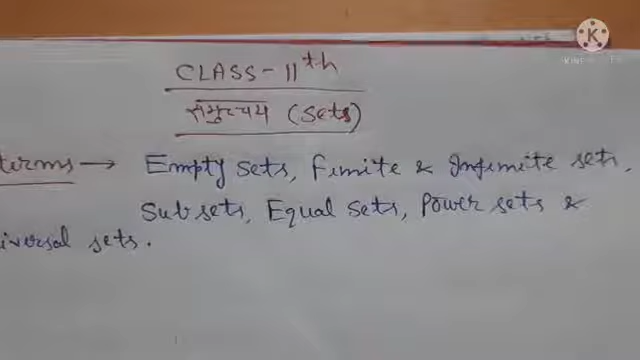 CLASS-11th
समुच्चय (Sets)
terms → Empty sets, Finite & Infinite sets,
Subsets, Equal Sets, Power sets &
iversal sets.